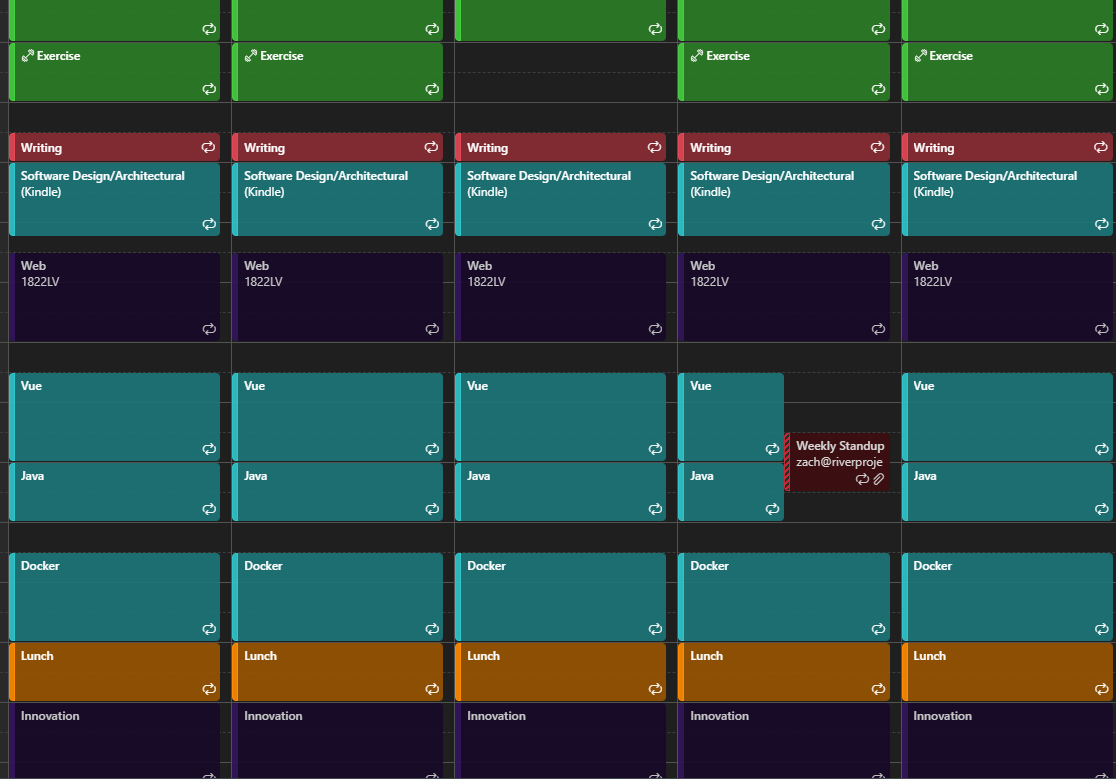 Exercise
Exercise
Exercise
Exercise
Writing
Writing
Writing
Writing
Writing
Software Design/Architectural
(Kindle)
Software Design/Architectural
(Kindle)
Software Design/Architectural
(Kindle)
Software Design/Architectural
(Kindle)
Software Design/Architectural
(Kindle)
Web
1822LV
Web
1822LV
Web
1822LV
Web
1822LV
Web
1822LV
Vue
Vue
Vue
Vue
Vue
Weekly Standup
zach@riverproje
Java
Java
Java
Java
Java
Docker
Docker
Docker
Docker
Docker
Lunch
Lunch
Lunch
Lunch
Lunch
Innovation
Innovation
Innovation
Innovation
Innovation